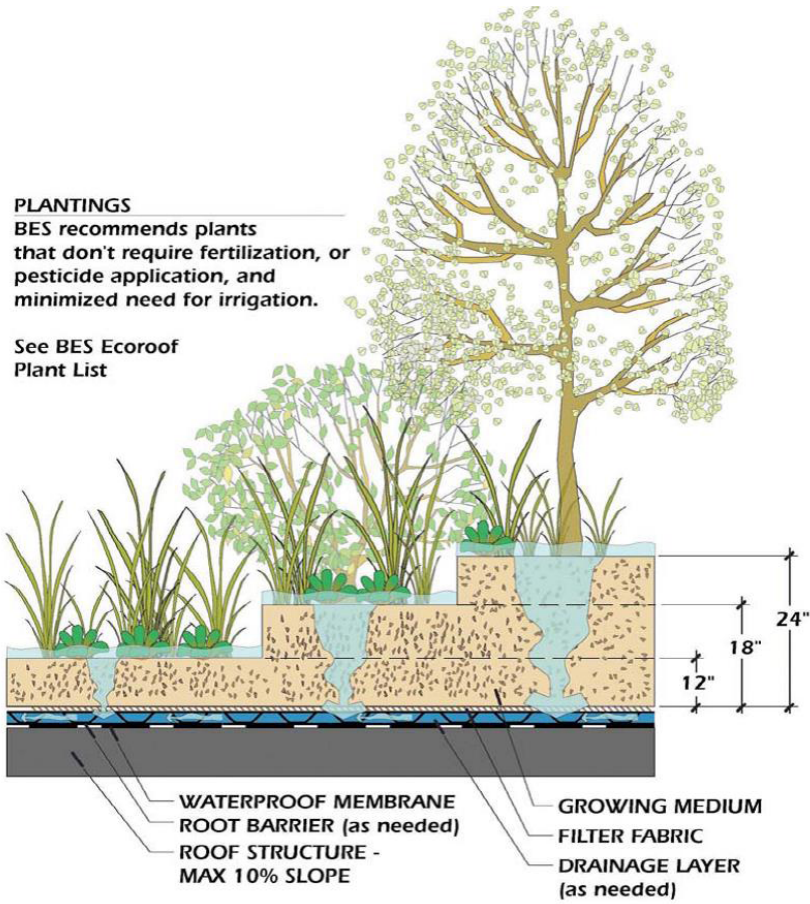 PLANTINGS
BES recommends plants
that don't require fertilization, or
pesticide application, and
minimized need for irrigation.
See BES Ecoroof
Plant List
24"
18"
12"
WATERPROOF MEMBRANE
ROOT BARRIER (as needed)
ROOF STRUCTURE -
MAX 10% SLOPE
GROWING MEDIUM
FILTER FABRIC
DRAINAGE LAYER
(as needed)